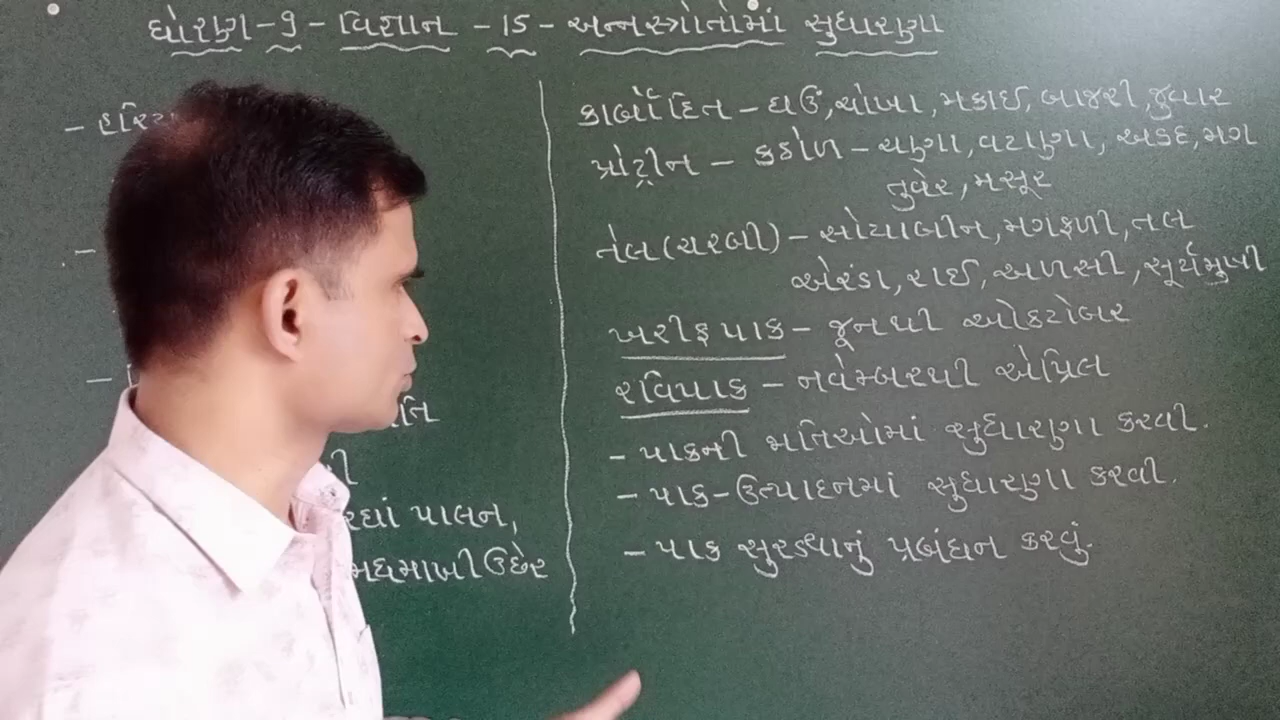 ધોરણ-9 - વિજ્ઞાન - 15 - અન્નસ્ત્રોતોમાં સુધારણા
-
-
-
તિ
ી
રઘાં પાલન,
મધમાખી ઉછેર
કાર્બોદિત - ઘઉં, ચોખા, મકાઈ, બાજરી, જુવાર
પ્રોટીન - કઠોળ - ચણા, વટાણા, અડદ, મગ
તુવેર, મસૂર
તેલ (ચરબી) - સોયાબીન, મગફળી, તલ
એરંડા, રાઈ, અળસી, સૂર્યમુખી
ખરીફ પાક - જૂનથી ઓક્ટોબર
રવિપાક - નવેમ્બરથી એપ્રિલ
- પાકની જાતિઓમાં સુધારણા કરવી.
- પાક-ઉત્પાદનમાં સુધારણા કરવી.
- પાક સુરક્ષાનું પ્રબંધન કરવું.